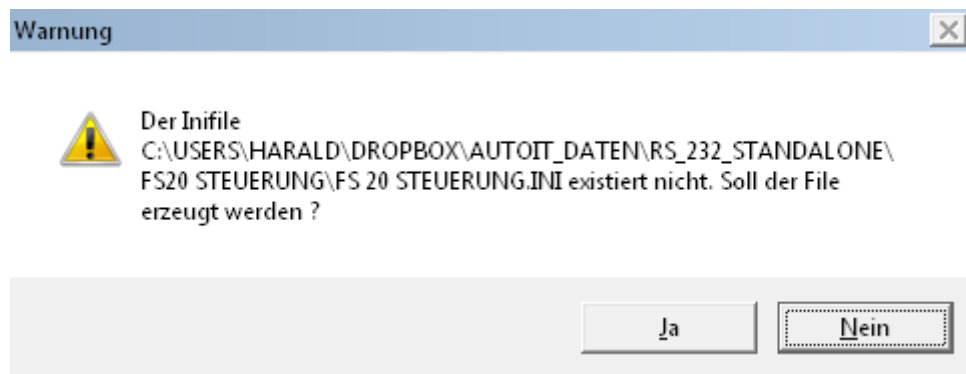 Warnung
Der Inifile
C:\USERS\HARALD\DROPBOX\AUTOIT_DATEN\RS_232_STANDALONE\
FS20 STEUERUNG\FS 20 STEUERUNG.INI existiert nicht. Soll der File
erzeugt werden ?
Ja
Nein